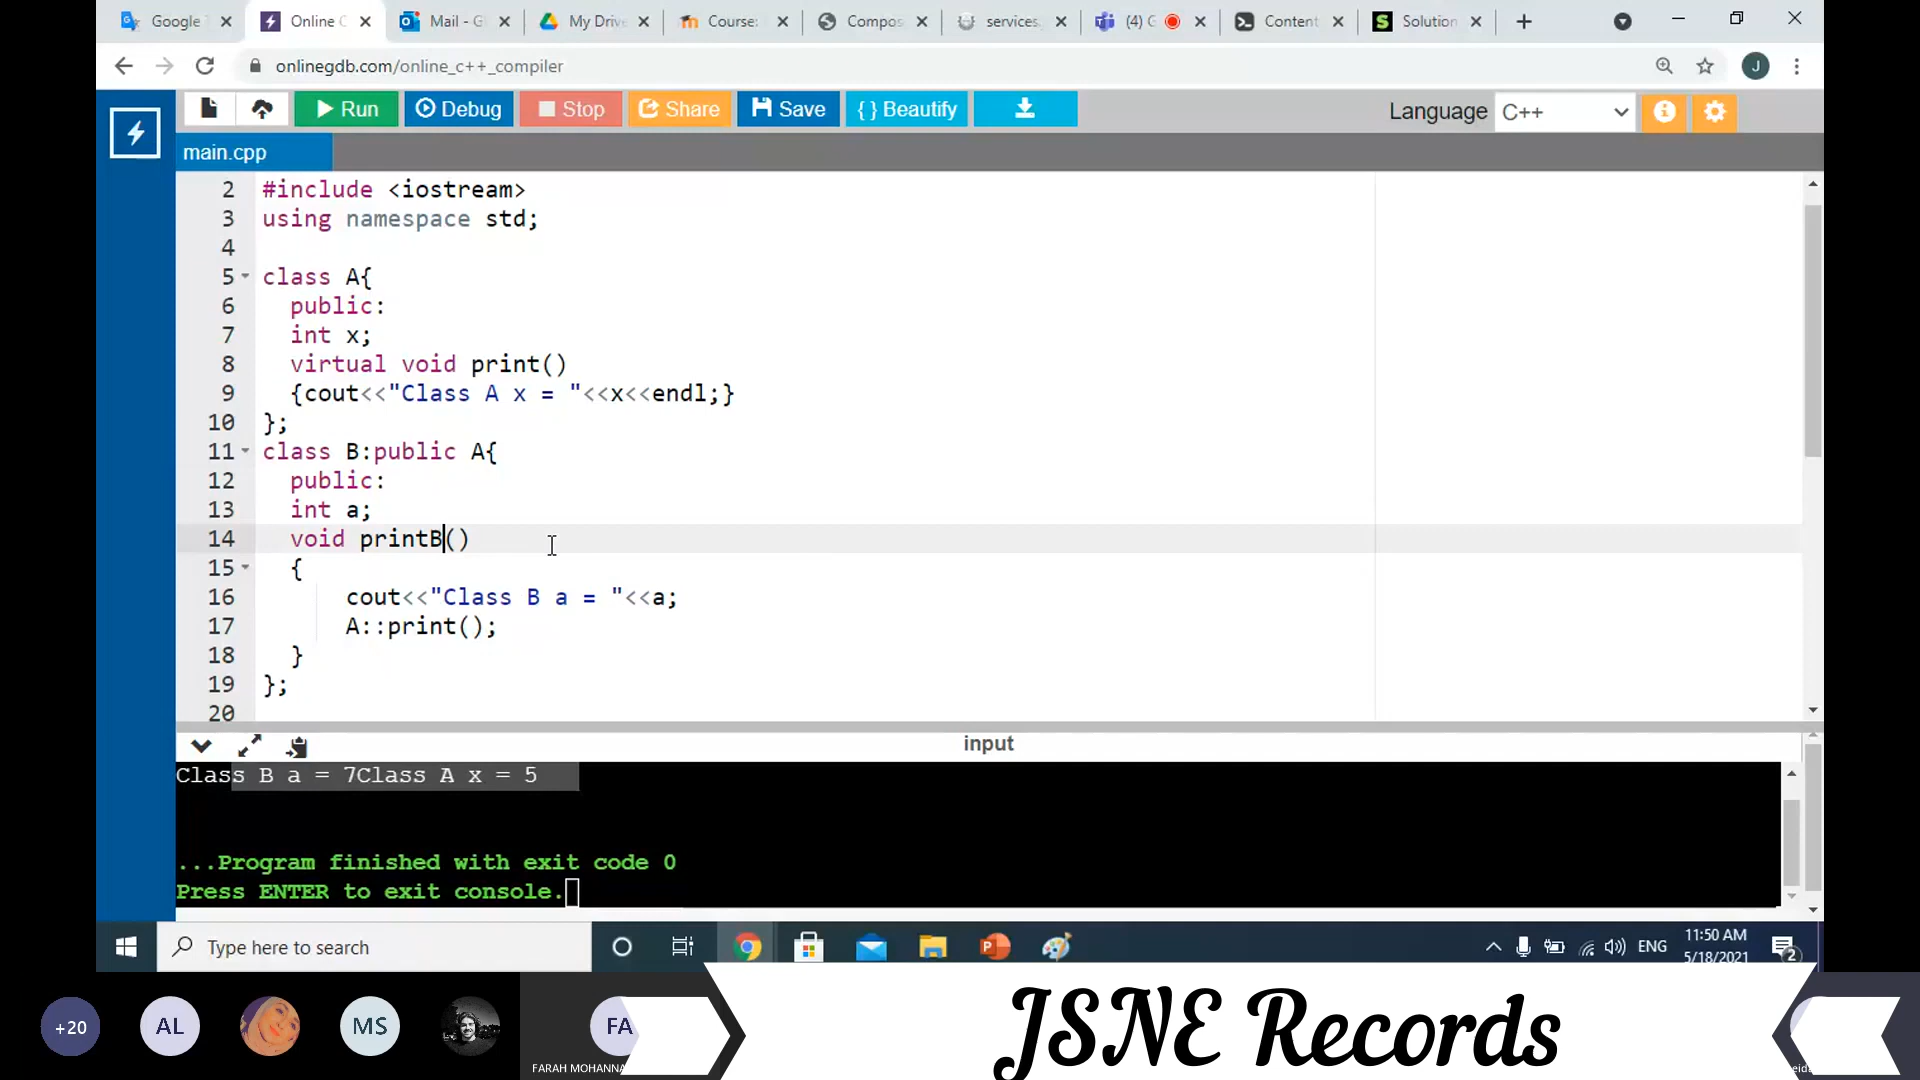 Google
Online C
Mail - G
My Drive
Course:
Compos
services.
(4) G
Content
Solution
onlinegdb.com/online_c++_compiler
J
Run
Debug
Stop
Share
Save
{ } Beautify
Language
C++
main.cpp
2 #include <iostream>
3 using namespace std;
4
5 class A{
6 public:
7 int x;
8 virtual void print()
9 {cout<<"Class A x = "<<x<<endl;}
10 };
11 class B:public A{
12 public:
13 int a;
14 void printB()
15 {
16 cout<<"Class B a = "<<a;
17 A::print();
18 }
19 };
20
input
Class B a = 7Class A x = 5
...Program finished with exit code 0
Press ENTER to exit console.
Type here to search
ENG
11:50 AM
5/18/2021
2
+20
AL
MS
FA
FARAH MOHANNA
JSNE Records